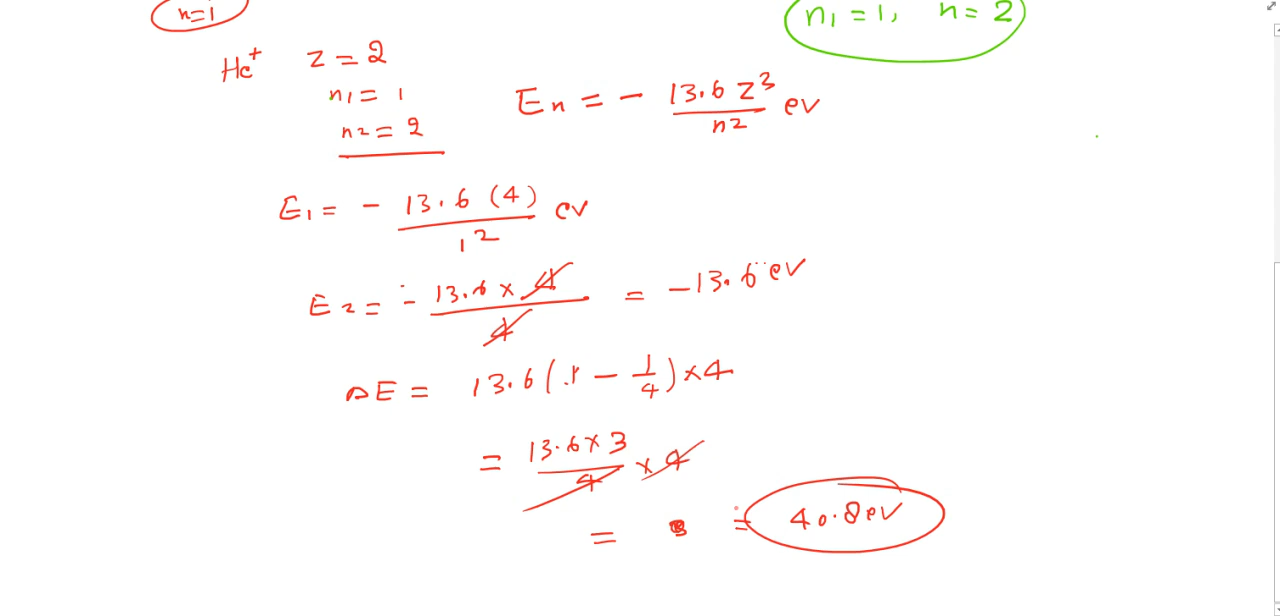 n=1
n₁ = 1, n = 2
He⁺ z = 2
n₁ = 1
n₂ = 2
En = - 13.6 z³ / n² ev
E₁ = - 13.6 (4) / 1² ev
E₂ = - 13.6 x 4 / 4 = -13.6 ev
ΔE = 13.6 (1 - 1/4) x 4
= 13.6 x 3 / 4 x 4
= = 40.8 ev